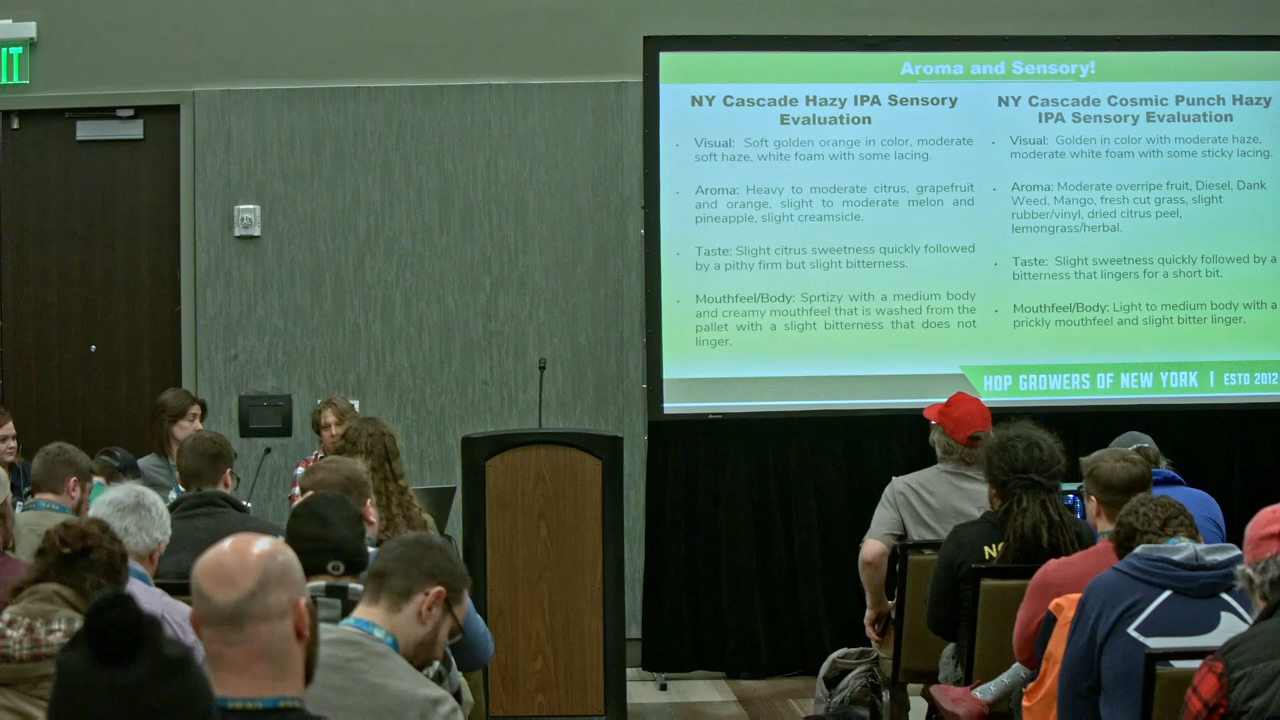 IT
Aroma and Sensory!
NY Cascade Hazy IPA Sensory
Evaluation
Visual: Soft golden orange in color, moderate
soft haze, white foam with some lacing.
Aroma: Heavy to moderate citrus, grapefruit
and orange, slight to moderate melon and
pineapple, slight creamsicle.
Taste: Slight citrus sweetness quickly followed
by a pithy firm but slight bitterness.
Mouthfeel/Body: Sprtizy with a medium body
and creamy mouthfeel that is washed from the
pallet with a slight bitterness that does not
linger.
NY Cascade Cosmic Punch Hazy
IPA Sensory Evaluation
Visual: Golden in color with moderate haze,
moderate white foam with some sticky lacing.
Aroma: Moderate overripe fruit, Diesel, Dank
Weed, Mango, fresh cut grass, slight
rubber/vinyl, dried citrus peel,
lemongrass/herbal.
Taste: Slight sweetness quickly followed by a
bitterness that lingers for a short bit.
Mouthfeel/Body: Light to medium body with a
prickly mouthfeel and slight bitter linger.
HOP GROWERS OF NEW YORK | ESTD 2012